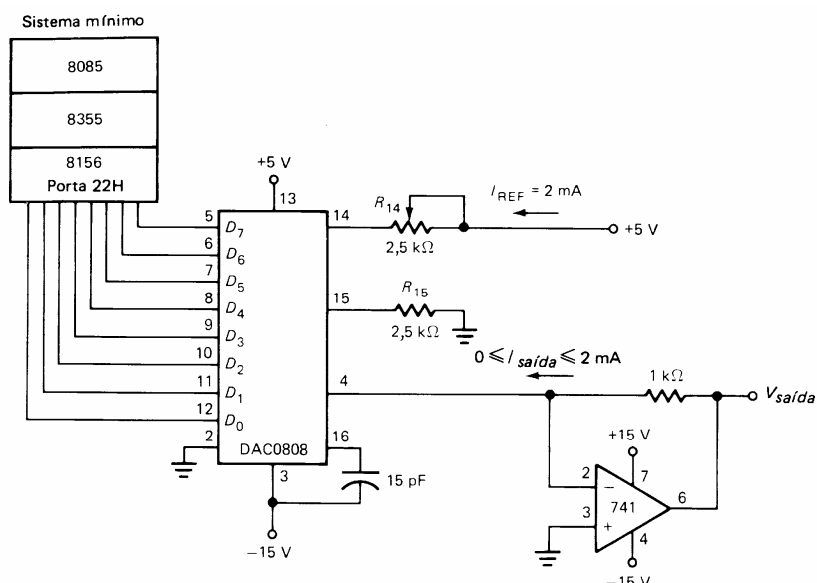 Sistema mínimo
8085
8355
8156
Porta 22H
+5 V
13
5 D7
6 D6
7 D5
8 D4
9 D3
10 D2
11 D1
12 D0
2
DAC0808
3
−15 V
14
R14
2,5 kΩ
IREF = 2 mA
+5 V
15
R15
2,5 kΩ
0 ⩽ Isaída ⩽ 2 mA
4
1 kΩ
Vsaída
16
15 pF
+15 V
7
2 −
741
6
3 +
4
−15 V